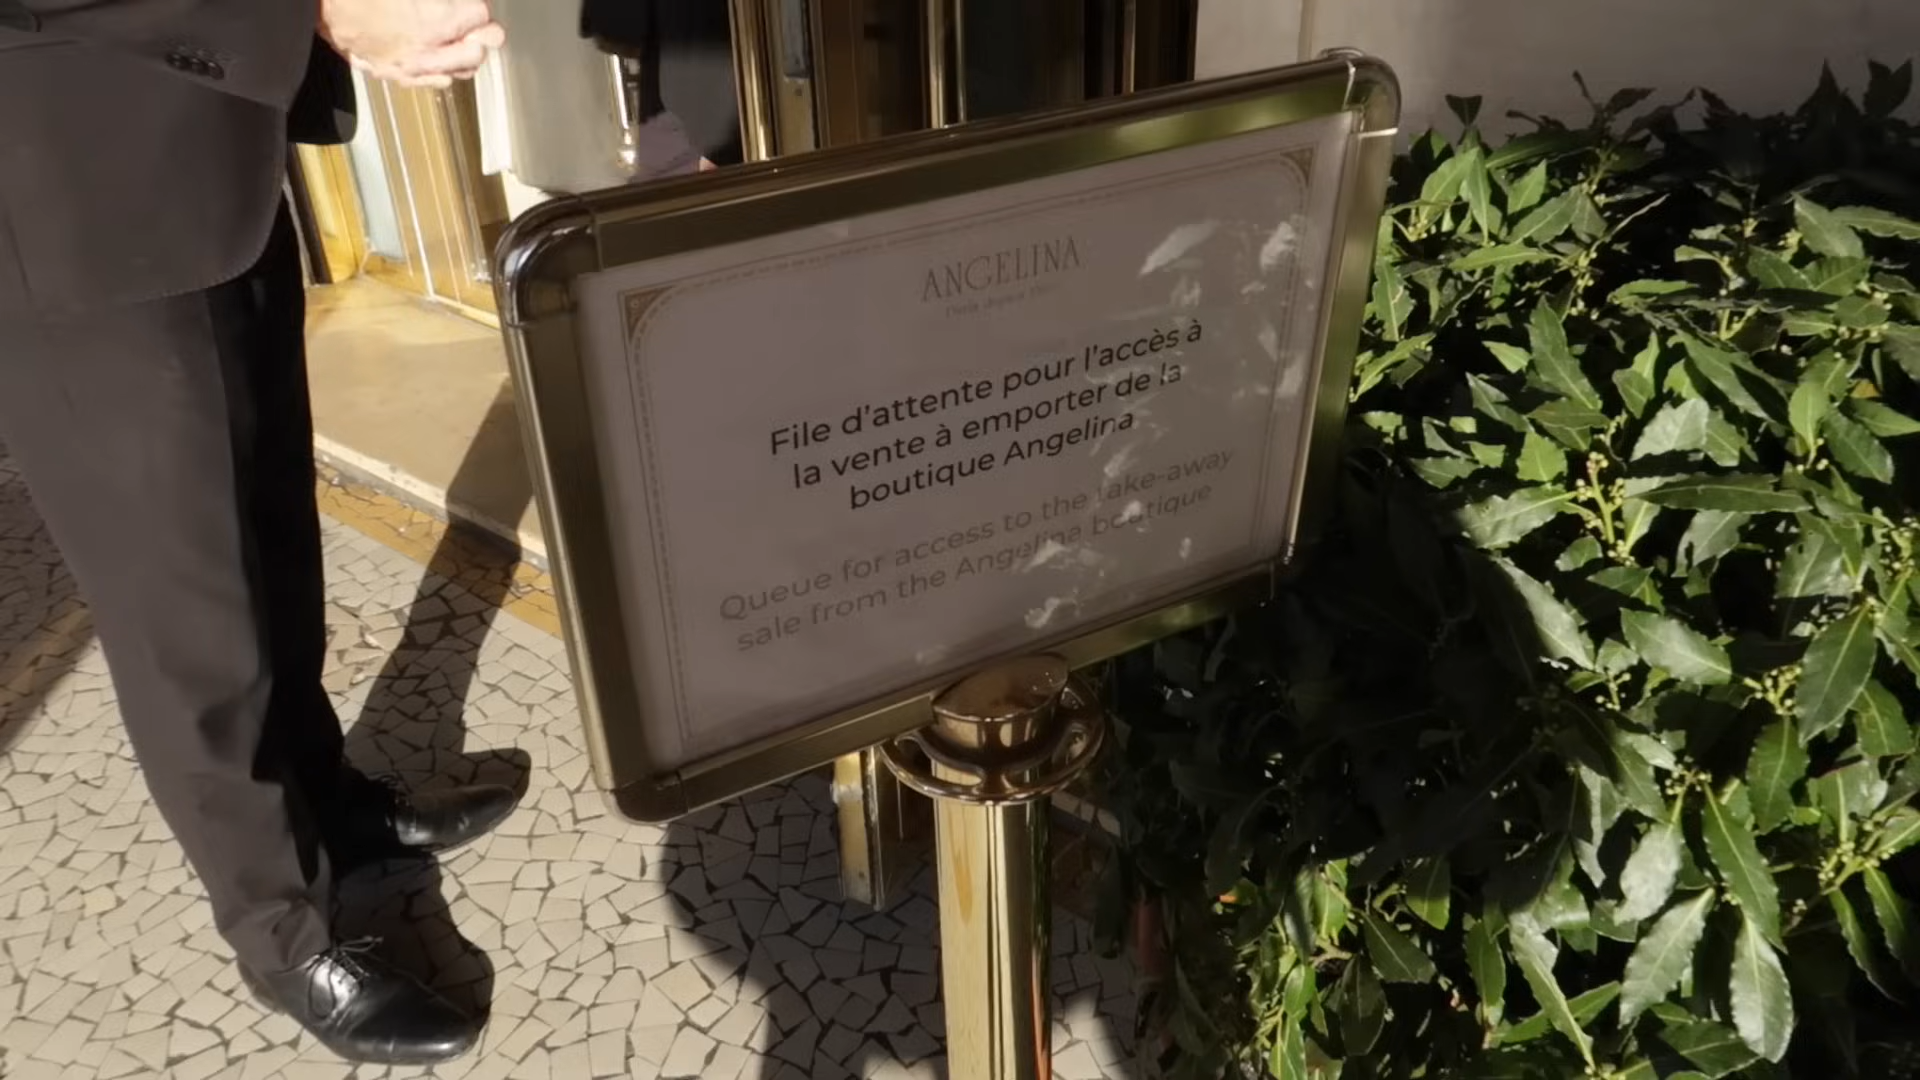 ANGELINA
File d'attente pour l'accès à
la vente à emporter de la
boutique Angelina
Queue for access to the take-away
sale from the Angelina boutique